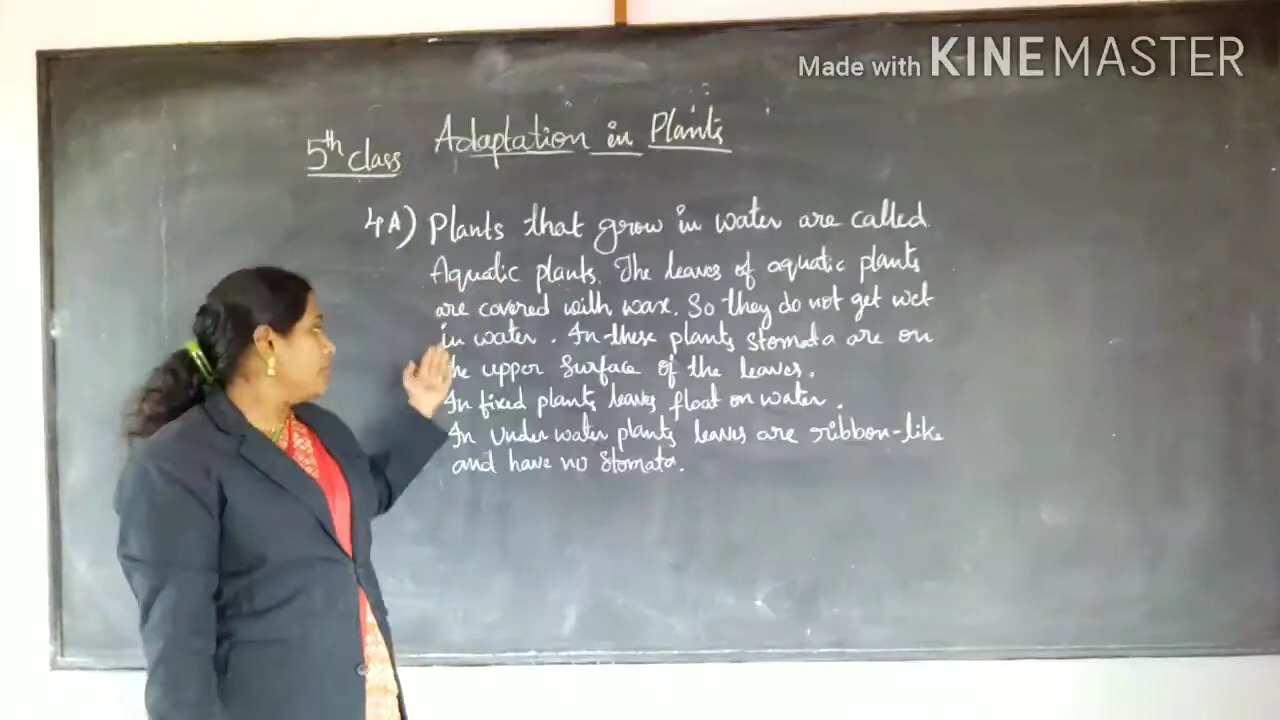 Made with KINEMASTER
5th class Adaptation in Plants
4A) Plants that grow in water are called
Aquatic plants. The leaves of aquatic plants
are covered with wax. So they do not get wet
in water. In these plants stomata are on
the upper surface of the leaves.
In fixed plants leaves float on water.
In under water plants leaves are ribbon-like
and have no stomata.